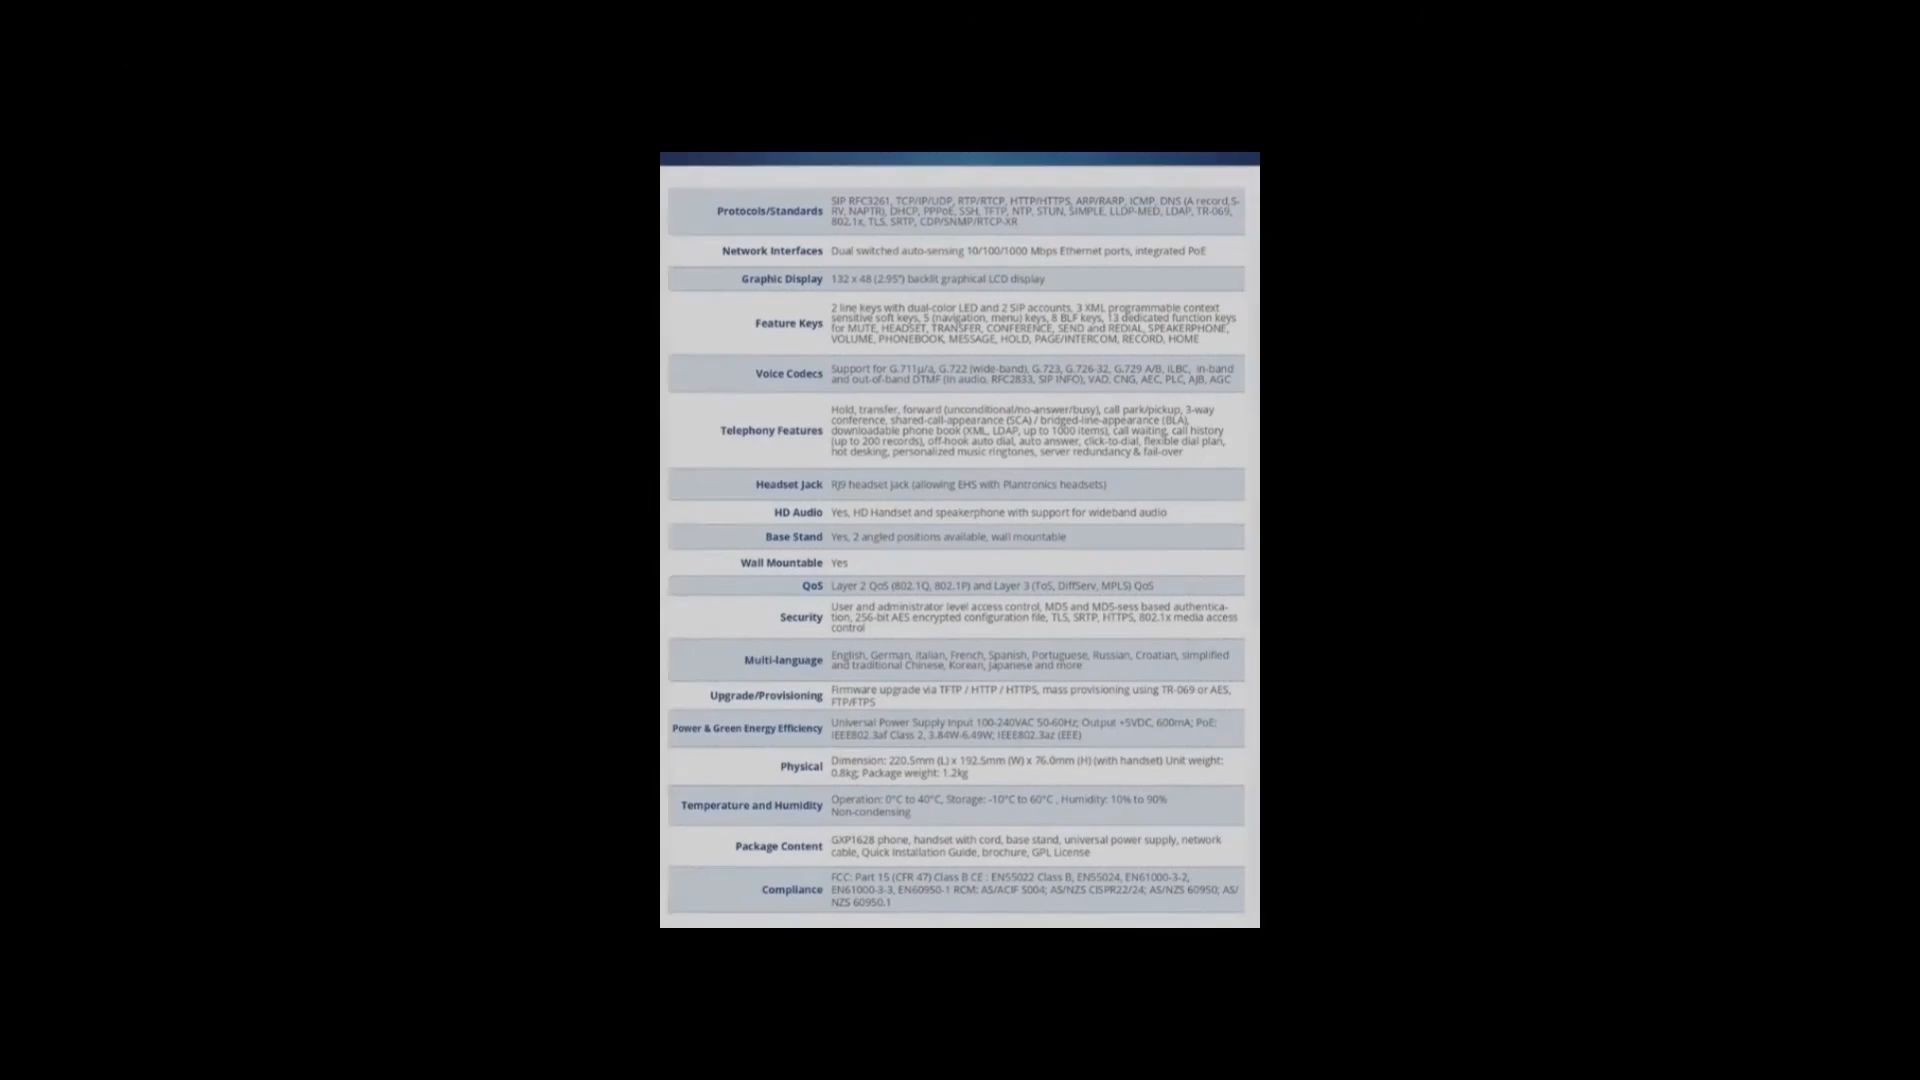 Protocols/Standards
SIP RFC3261, TCP/IP/UDP, RTP/RTCP, HTTP/HTTPS, ARP/RARP, ICMP, DNS (A record,S-
RV, NAPTR), DHCP, PPPoE, SSH, TFTP, NTP, STUN, SIMPLE, LLDP-MED, LDAP, TR-069,
802.1x, TLS, SRTP, CDP/SNMP/RTCP-XR
Network Interfaces
Dual switched auto-sensing 10/100/1000 Mbps Ethernet ports, integrated PoE
Graphic Display
132 x 48 (2.95") backlit graphical LCD display
Feature Keys
2 line keys with dual-color LED and 2 SIP accounts, 3 XML programmable context
sensitive soft keys, 5 (navigation, menu) keys, 8 BLF keys, 13 dedicated function keys
for MUTE, HEADSET, TRANSFER, CONFERENCE, SEND and REDIAL, SPEAKERPHONE,
VOLUME, PHONEBOOK, MESSAGE, HOLD, PAGE/INTERCOM, RECORD, HOME
Voice Codecs
Support for G.711µ/a, G.722 (wide-band), G.723, G.726-32, G.729 A/B, iLBC, in-band
and out-of-band DTMF (In audio, RFC2833, SIP INFO), VAD, CNG, AEC, PLC, AJB, AGC
Telephony Features
Hold, transfer, forward (unconditional/no-answer/busy), call park/pickup, 3-way
conference, shared-call-appearance (SCA) / bridged-line-appearance (BLA),
downloadable phone book (XML, LDAP, up to 1000 items), call waiting, call history
(up to 200 records), off-hook auto dial, auto answer, click-to-dial, flexible dial plan,
hot desking, personalized music ringtones, server redundancy & fail-over
Headset Jack
RJ9 headset jack (allowing EHS with Plantronics headsets)
HD Audio
Yes, HD Handset and speakerphone with support for wideband audio
Base Stand
Yes, 2 angled positions available, wall mountable
Wall Mountable
Yes
QoS
Layer 2 QoS (802.1Q, 802.1P) and Layer 3 (ToS, DiffServ, MPLS) QoS
Security
User and administrator level access control, MD5 and MD5-sess based authentica-
tion, 256-bit AES encrypted configuration file, TLS, SRTP, HTTPS, 802.1x media access
control
Multi-language
English, German, Italian, French, Spanish, Portuguese, Russian, Croatian, simplified
and traditional Chinese, Korean, Japanese and more
Upgrade/Provisioning
Firmware upgrade via TFTP / HTTP / HTTPS, mass provisioning using TR-069 or AES,
FTP/FTPS
Power & Green Energy Efficiency
Universal Power Supply Input 100-240VAC 50-60Hz; Output +5VDC, 600mA; PoE:
IEEE802.3af Class 2, 3.84W-6.49W; IEEE802.3az (EEE)
Physical
Dimension: 220.5mm (L) x 192.5mm (W) x 76.0mm (H) (with handset) Unit weight:
0.8kg; Package weight: 1.2kg
Temperature and Humidity
Operation: 0°C to 40°C, Storage: -10°C to 60°C , Humidity: 10% to 90%
Non-condensing
Package Content
GXP1628 phone, handset with cord, base stand, universal power supply, network
cable, Quick Installation Guide, brochure, GPL License
Compliance
FCC: Part 15 (CFR 47) Class B CE : EN55022 Class B, EN55024, EN61000-3-2,
EN61000-3-3, EN60950-1 RCM: AS/ACIF S004; AS/NZS CISPR22/24; AS/NZS 60950; AS/
NZS 60950.1